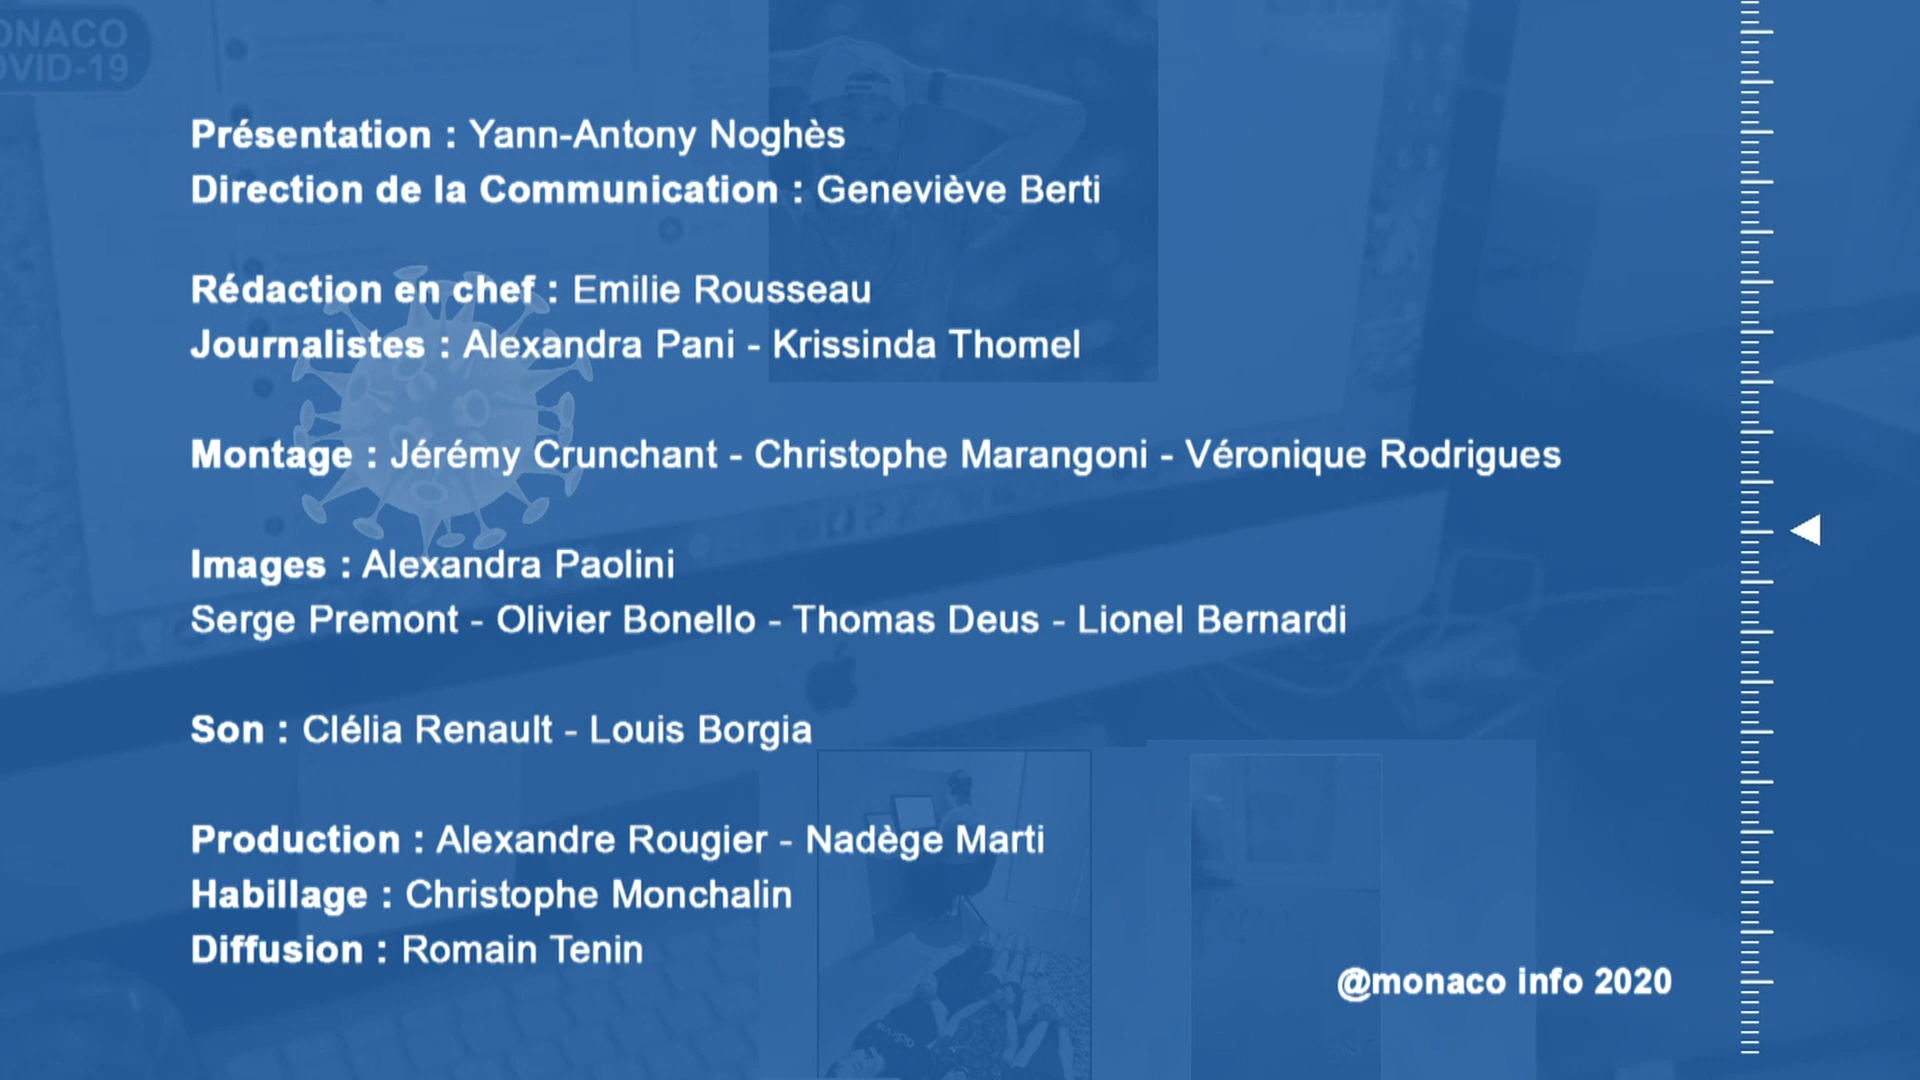 MONACO
COVID-19
Présentation : Yann-Antony Noghès
Direction de la Communication : Geneviève Berti
Rédaction en chef : Emilie Rousseau
Journalistes : Alexandra Pani - Krissinda Thomel
Montage : Jérémy Crunchant - Christophe Marangoni - Véronique Rodrigues
Images : Alexandra Paolini
Serge Premont - Olivier Bonello - Thomas Deus - Lionel Bernardi
Son : Clélia Renault - Louis Borgia
Production : Alexandre Rougier - Nadège Marti
Habillage : Christophe Monchalin
Diffusion : Romain Tenin
@monaco info 2020